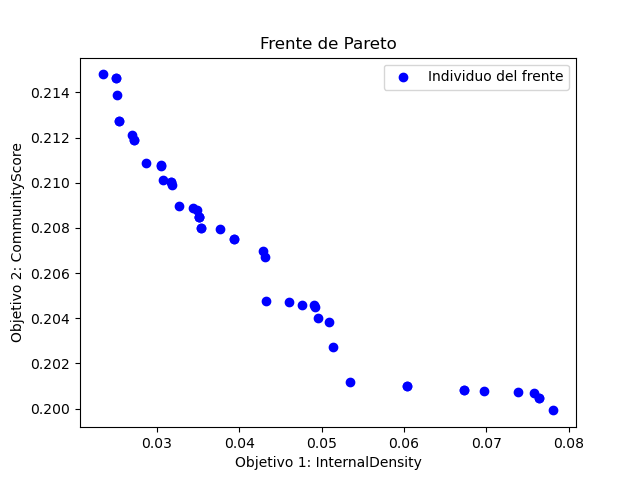 Frente de Pareto
Individuo del frente
Objetivo 2: CommunityScore
0.214
0.212
0.210
0.208
0.206
0.204
0.202
0.200
0.03 0.04 0.05 0.06 0.07 0.08
Objetivo 1: InternalDensity